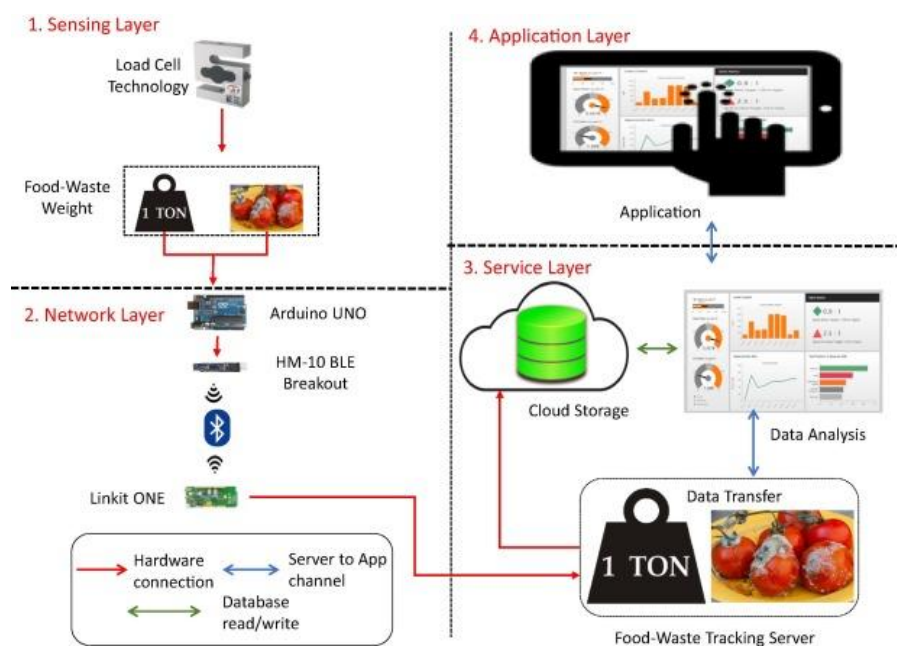 1. Sensing Layer
Load Cell
Technology
Food-Waste
Weight
1 TON
2. Network Layer
Arduino UNO
HM-10 BLE
Breakout
Linkit ONE
Hardware
connection
Server to App
channel
Database
read/write
4. Application Layer
Application
3. Service Layer
Cloud Storage
Data Analysis
Data Transfer
1 TON
Food-Waste Tracking Server